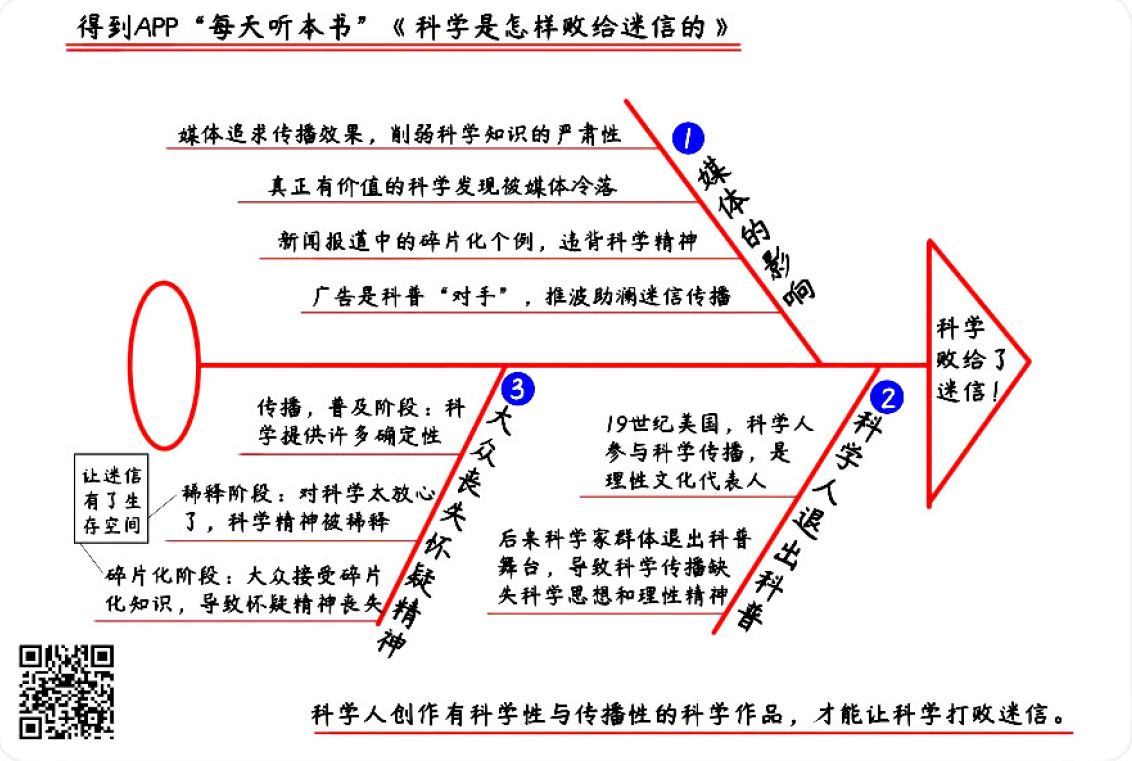 得到APP“每天听本书”《科学是怎样败给迷信的》
1
媒体的影响
媒体追求传播效果，削弱科学知识的严肃性
真正有价值的科学发现被媒体冷落
新闻报道中的碎片化个例，违背科学精神
广告是科普“对手”，推波助澜迷信传播
科学
败给了
迷信！
2
科学人退出科普
19世纪美国，科学人
参与科学传播，是
理性文化代表人
后来科学家群体退出科普
舞台，导致科学传播缺
失科学思想和理性精神
3
大众丧失怀疑精神
传播，普及阶段：科
学提供许多确定性
稀释阶段：对科学太放心
了，科学精神被稀释
碎片化阶段：大众接受碎片
化知识，导致怀疑精神丧失
让迷信
有了生
存空间
科学人创作有科学性与传播性的科学作品，才能让科学打败迷信。